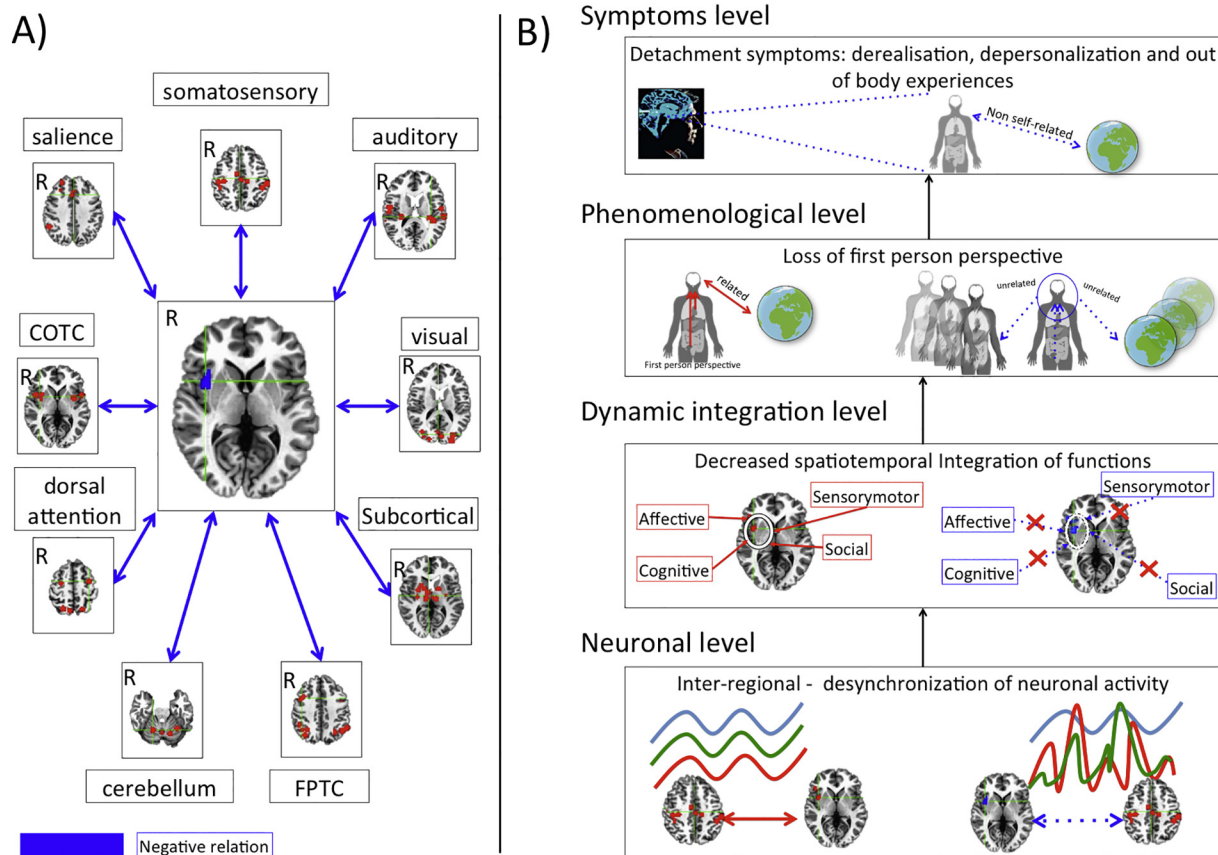 A)
somatosensory
salience
auditory
R
R
R
R
COTC
visual
R
R
dorsal
attention
Subcortical
R
R
R
R
cerebellum
FPTC
Negative relation
B)
Symptoms level
Detachment symptoms: derealisation, depersonalization and out
of body experiences
Non self-related
Phenomenological level
Loss of first person perspective
related
First person perspective
unrelated
unrelated
Dynamic integration level
Decreased spatiotemporal Integration of functions
Affective
Sensorymotor
Cognitive
Social
Sensorymotor
Affective
Cognitive
Social
Neuronal level
Inter-regional - desynchronization of neuronal activity